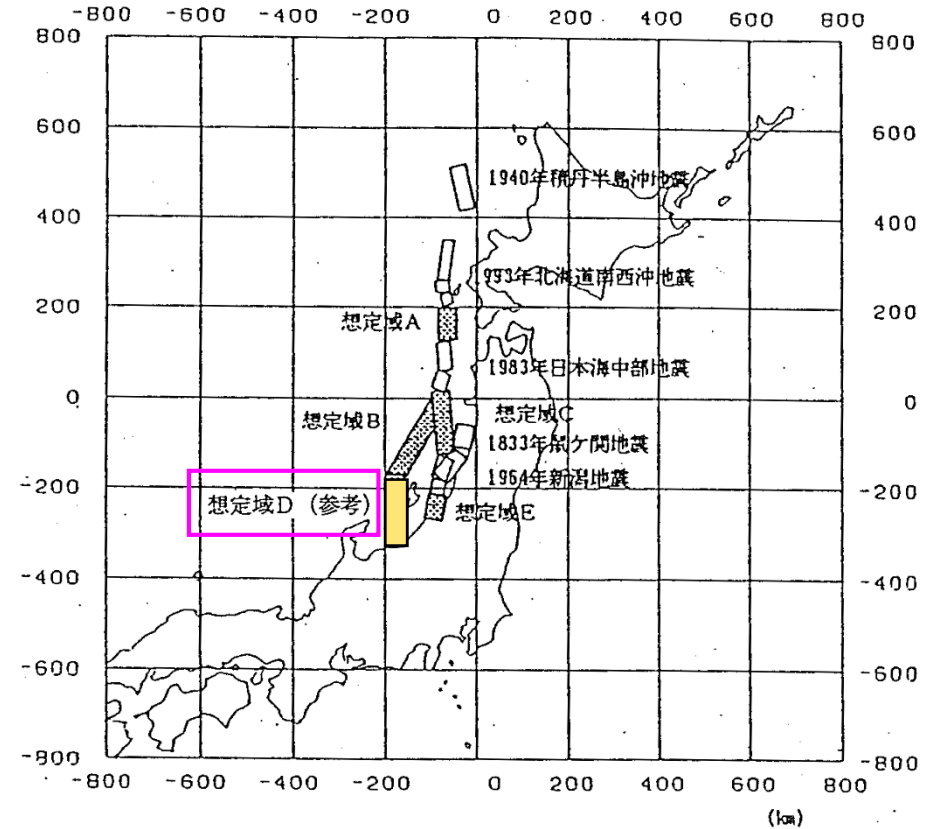 -800 -600 -400 -200 0 200 400 600 800
800 800
600 600
1940年積丹半島沖地震
400 400
993年北海道南西沖地震
200 200
想定域A
1983年日本海中部地震
0 0
想定域B 想定域C
1833年鼠ケ関地震
-200 1964年新潟地震 -200
想定域D (参考) 想定域E
-400 -400
-600 -600
-800 -800
-800 -600 -400 -200 0 200 400 600 800
(km)